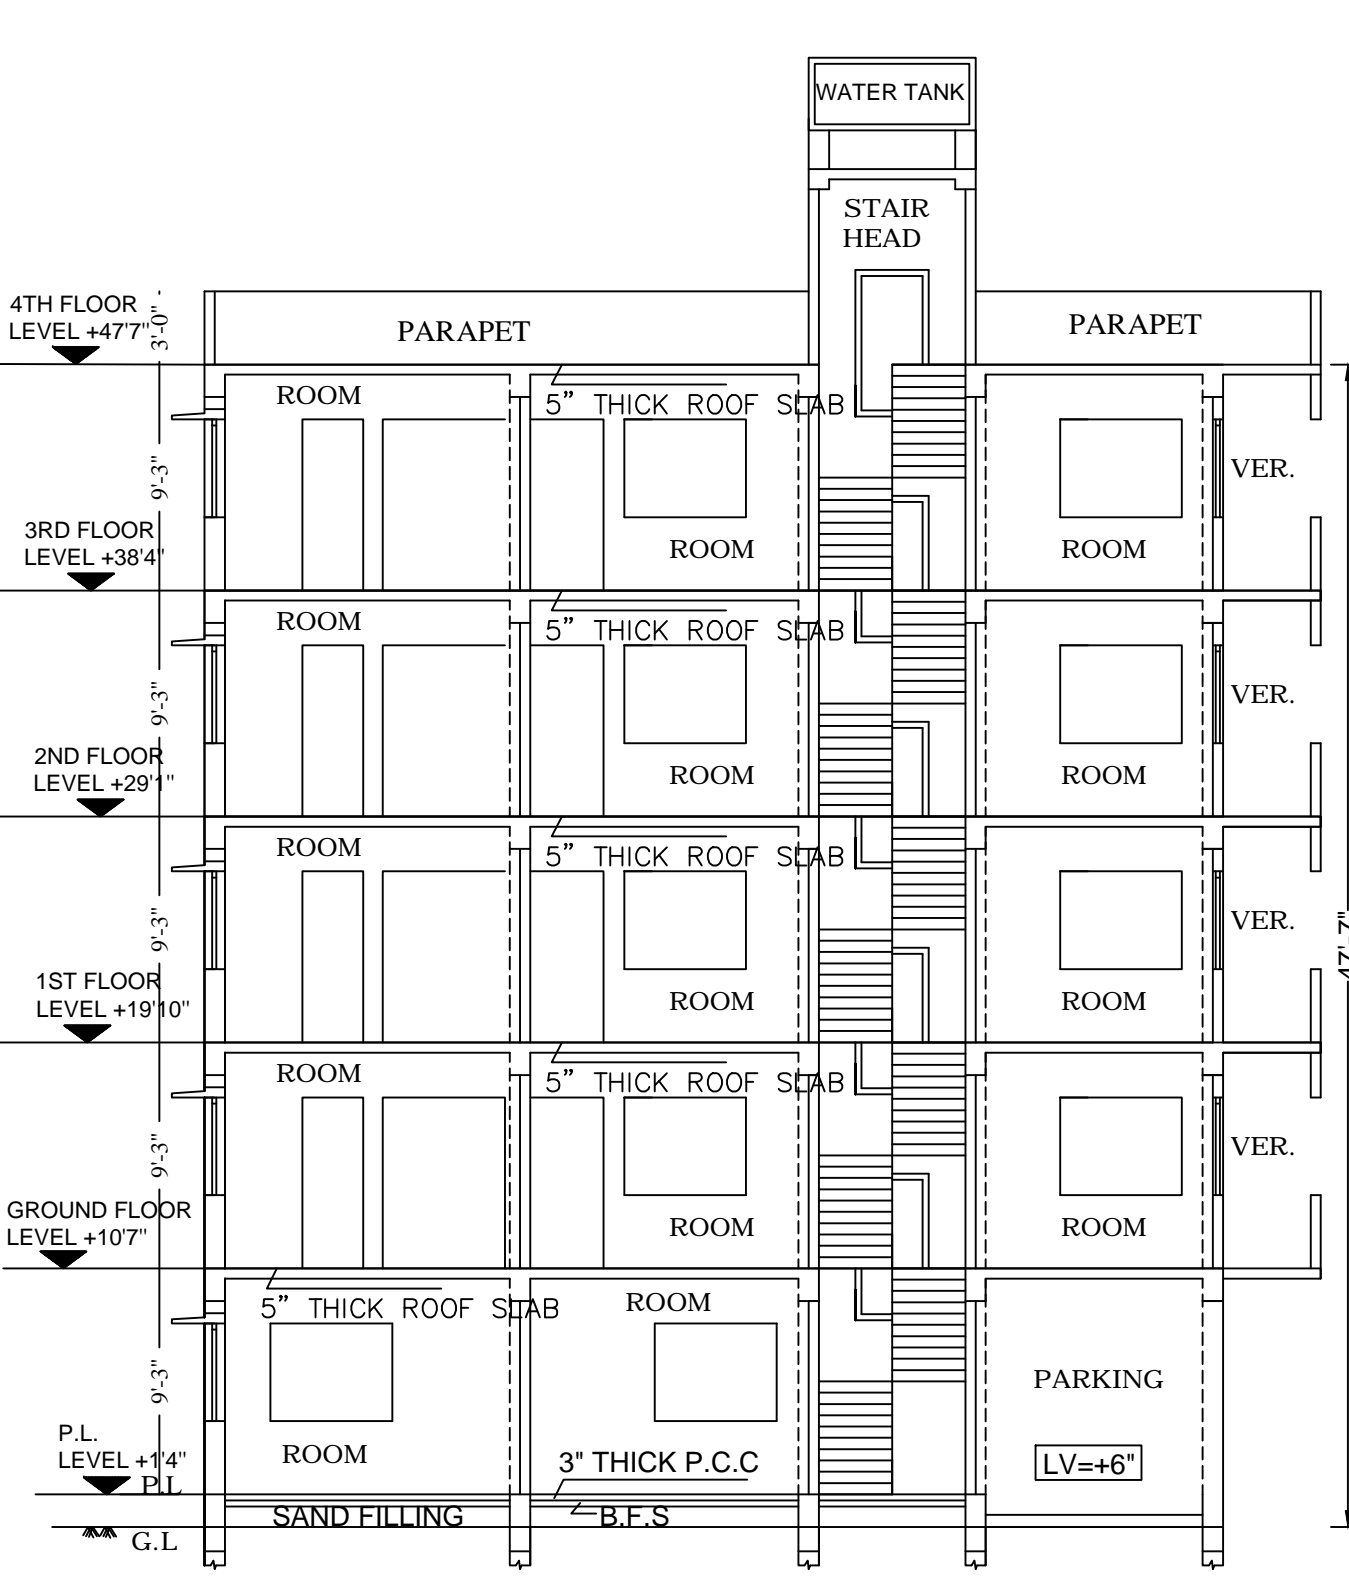 WATER TANK
STAIR
HEAD
4TH FLOOR
LEVEL +47'7"
3'-0"
PARAPET
PARAPET
ROOM
5” THICK ROOF SLAB
9'-3"
VER.
3RD FLOOR
LEVEL +38'4"
ROOM
ROOM
ROOM
5” THICK ROOF SLAB
9'-3"
VER.
2ND FLOOR
LEVEL +29'1"
ROOM
ROOM
ROOM
5” THICK ROOF SLAB
9'-3"
VER.
47'-7"
1ST FLOOR
LEVEL +19'10"
ROOM
ROOM
ROOM
5” THICK ROOF SLAB
9'-3"
VER.
GROUND FLOOR
LEVEL +10'7"
ROOM
ROOM
5” THICK ROOF SLAB
ROOM
9'-3"
PARKING
P.L.
LEVEL +1'4"
ROOM
3" THICK P.C.C
LV=+6"
P.L
SAND FILLING
B.F.S
G.L